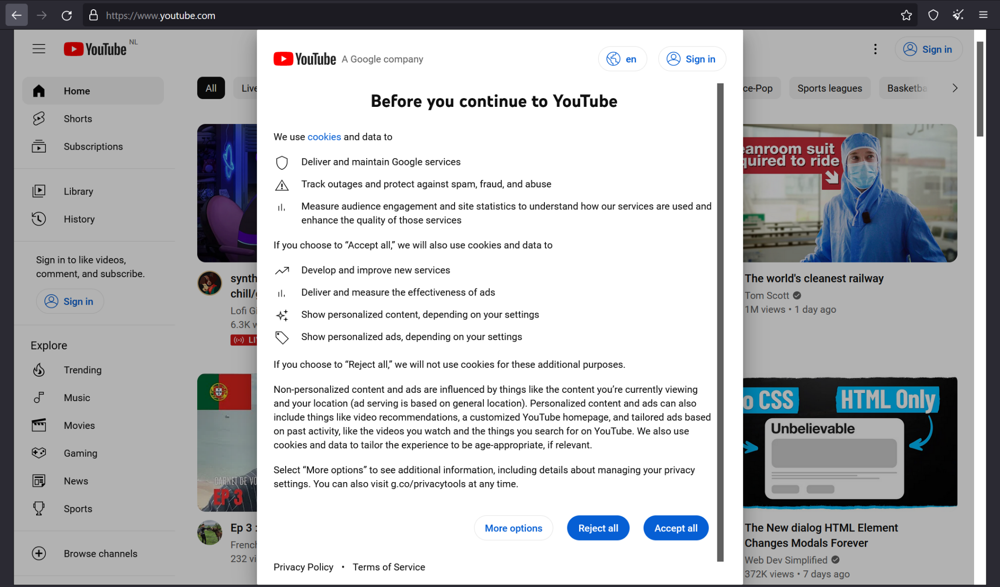 https://www.youtube.com
YouTube NL
Sign in
Home
Shorts
Subscriptions
Library
History
Sign in to like videos,
comment, and subscribe.
Sign in
Explore
Trending
Music
Movies
Gaming
News
Sports
Browse channels
All
Live
ce-Pop
Sports leagues
Basketba
synth
chill/
Lofi Gi
6.3K w
LI
CARNET DE VO
EP 3
Ep 3 :
French
232 vi
YouTube A Google company
en
Sign in
Before you continue to YouTube
We use cookies and data to
Deliver and maintain Google services
Track outages and protect against spam, fraud, and abuse
Measure audience engagement and site statistics to understand how our services are used and
enhance the quality of those services
If you choose to “Accept all,” we will also use cookies and data to
Develop and improve new services
Deliver and measure the effectiveness of ads
Show personalized content, depending on your settings
Show personalized ads, depending on your settings
If you choose to “Reject all,” we will not use cookies for these additional purposes.
Non-personalized content and ads are influenced by things like the content you’re currently viewing
and your location (ad serving is based on general location). Personalized content and ads can also
include things like video recommendations, a customized YouTube homepage, and tailored ads based
on past activity, like the videos you watch and the things you search for on YouTube. We also use
cookies and data to tailor the experience to be age-appropriate, if relevant.
Select “More options” to see additional information, including details about managing your privacy
settings. You can also visit g.co/privacytools at any time.
More options
Reject all
Accept all
Privacy Policy • Terms of Service
eanroom suit
quired to ride
The world's cleanest railway
Tom Scott
1M views • 1 day ago
o CSS
HTML Only
Unbelievable
The New dialog HTML Element
Changes Modals Forever
Web Dev Simplified
372K views • 7 days ago